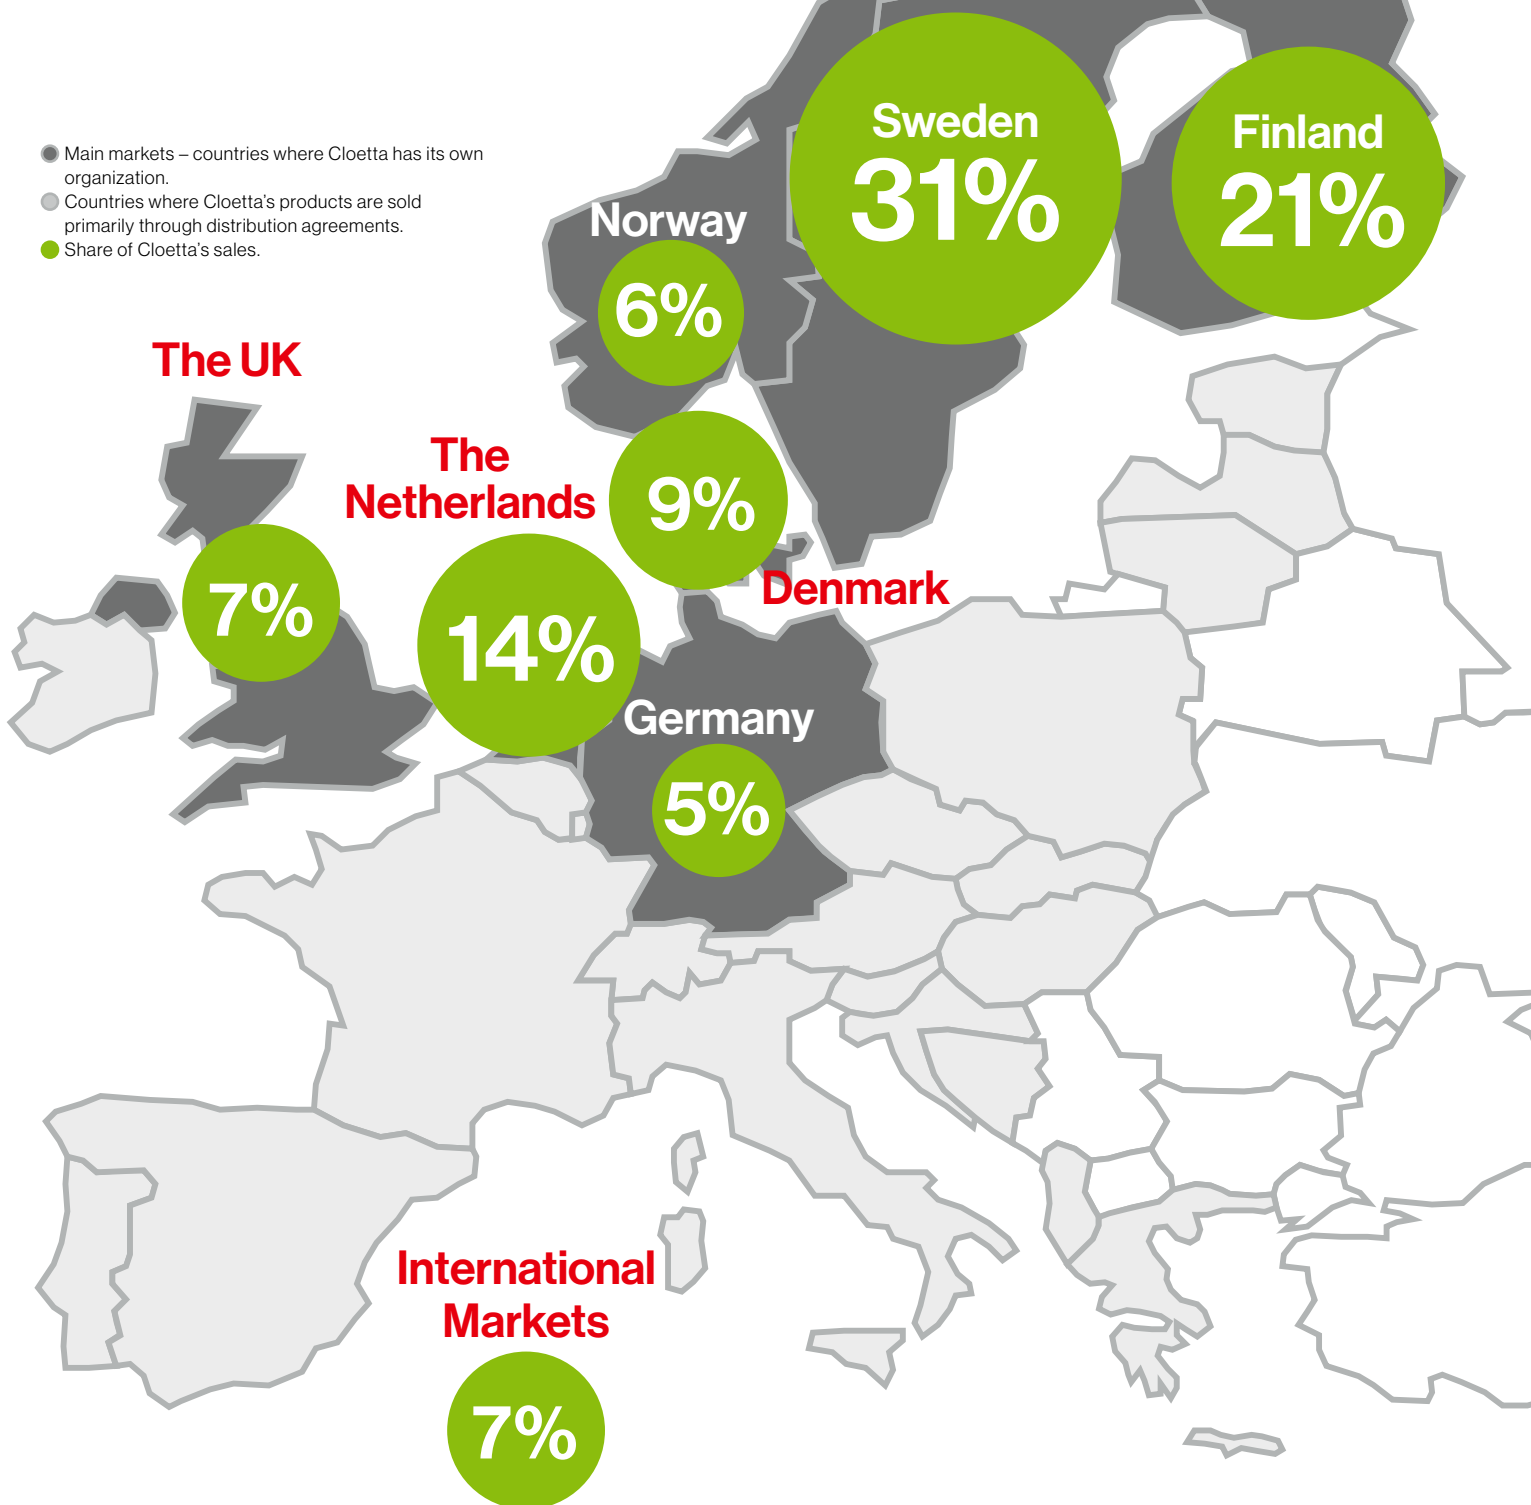 Main markets – countries where Cloetta has its own
organization.
Countries where Cloetta’s products are sold
primarily through distribution agreements.
Share of Cloetta’s sales.
Sweden
31%
Finland
21%
Norway
6%
The UK
7%
The
Netherlands
14%
9%
Denmark
Germany
5%
International
Markets
7%